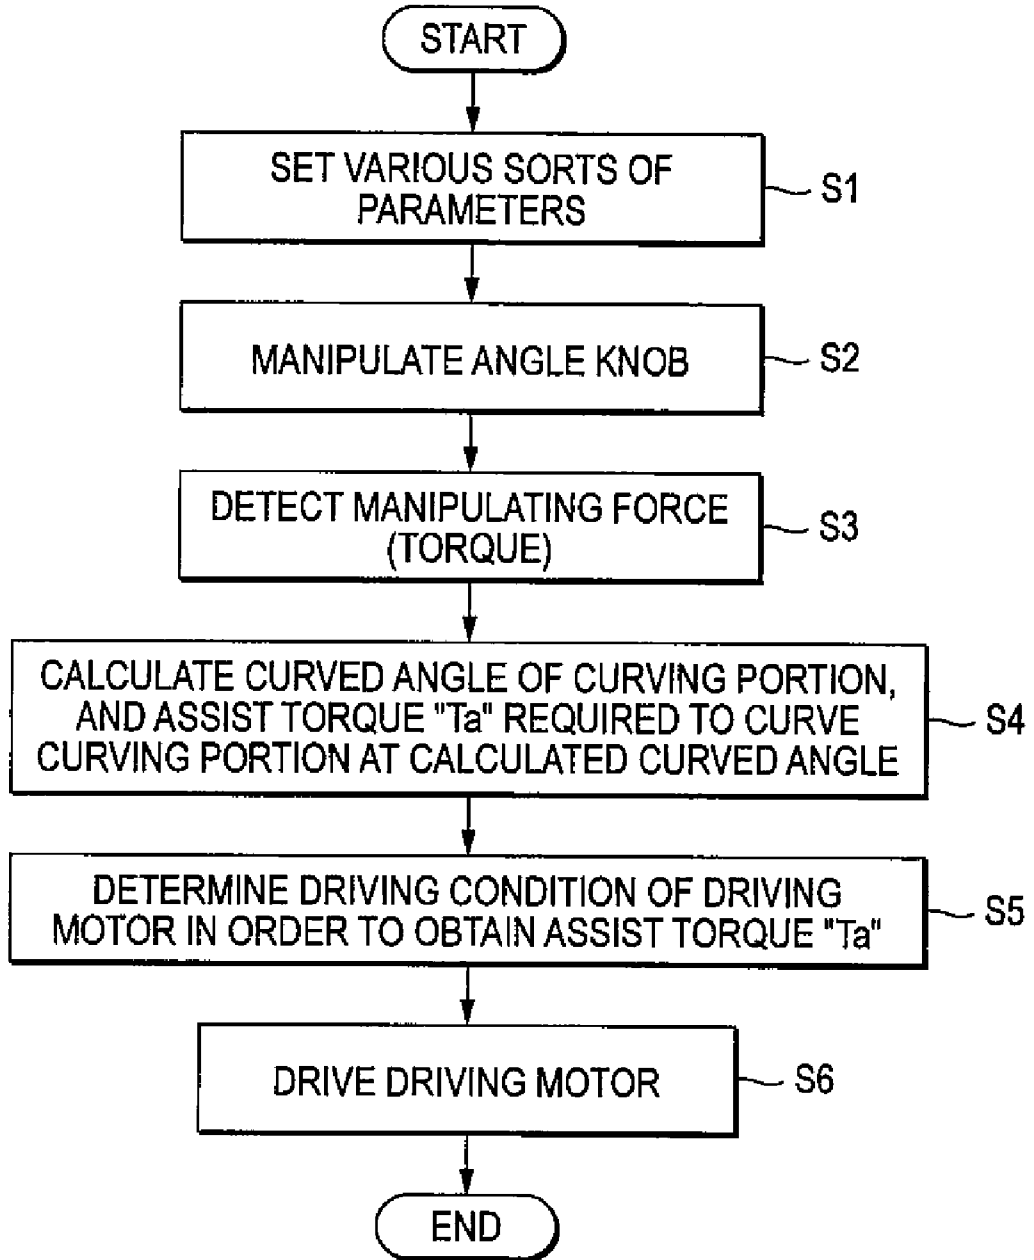 START
SET VARIOUS SORTS OF
PARAMETERS
S1
MANIPULATE ANGLE KNOB
S2
DETECT MANIPULATING FORCE
(TORQUE)
S3
CALCULATE CURVED ANGLE OF CURVING PORTION,
AND ASSIST TORQUE "Ta" REQUIRED TO CURVE
CURVING PORTION AT CALCULATED CURVED ANGLE
S4
DETERMINE DRIVING CONDITION OF DRIVING
MOTOR IN ORDER TO OBTAIN ASSIST TORQUE "Ta"
S5
DRIVE DRIVING MOTOR
S6
END